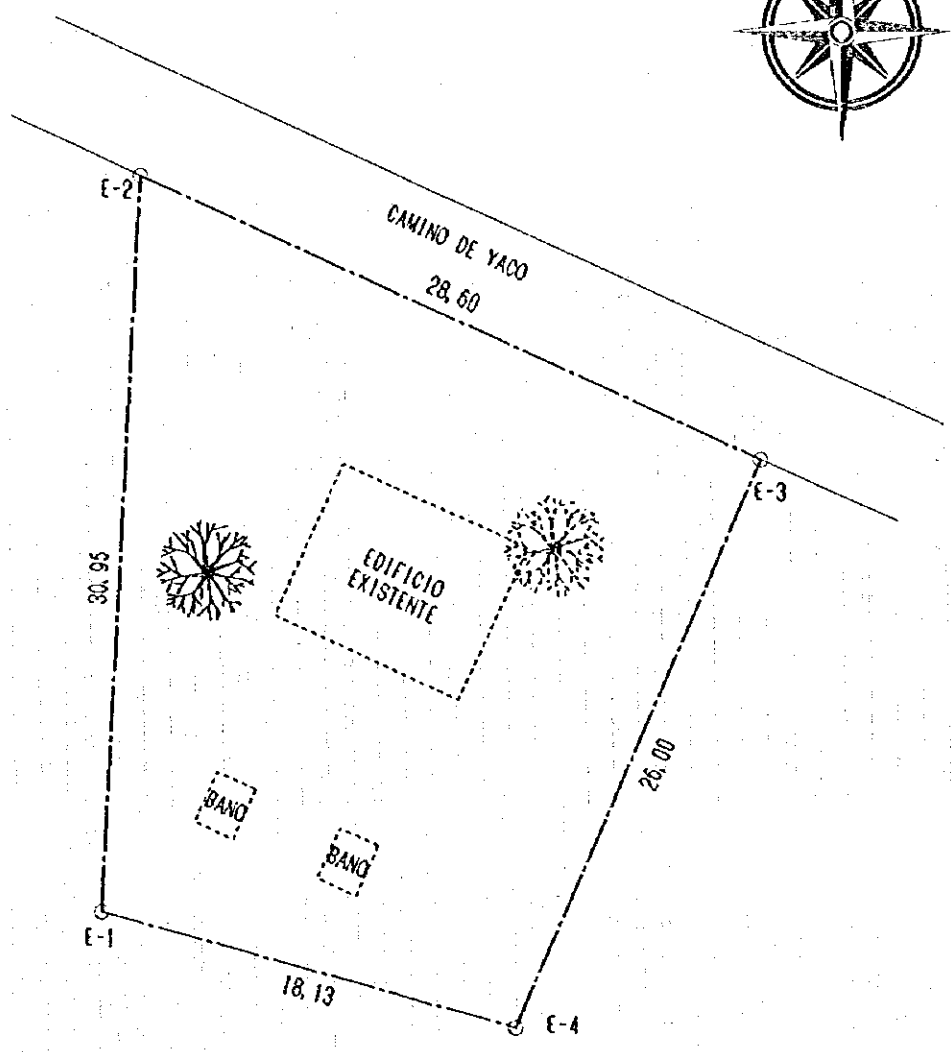 E-2
CAMINO DE YACO
28,60
E-3
EDIFICIO
EXISTENTE
30,95
26,00
BANO
BANO
E-1
18,13
E-4